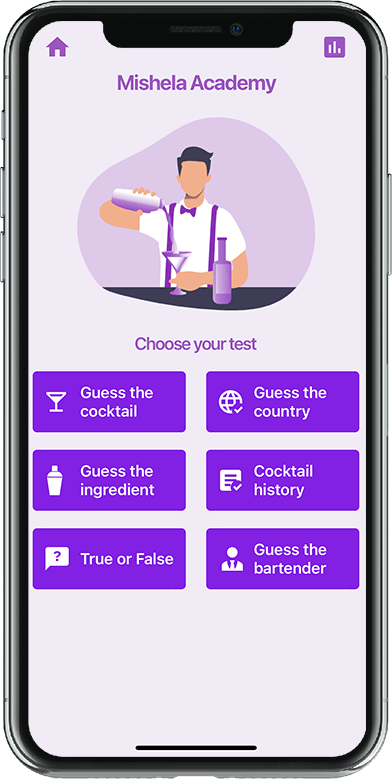 Mishela Academy
Choose your test
Guess the
cocktail
Guess the
country
Guess the
ingredient
Cocktail
history
True or False
Guess the
bartender